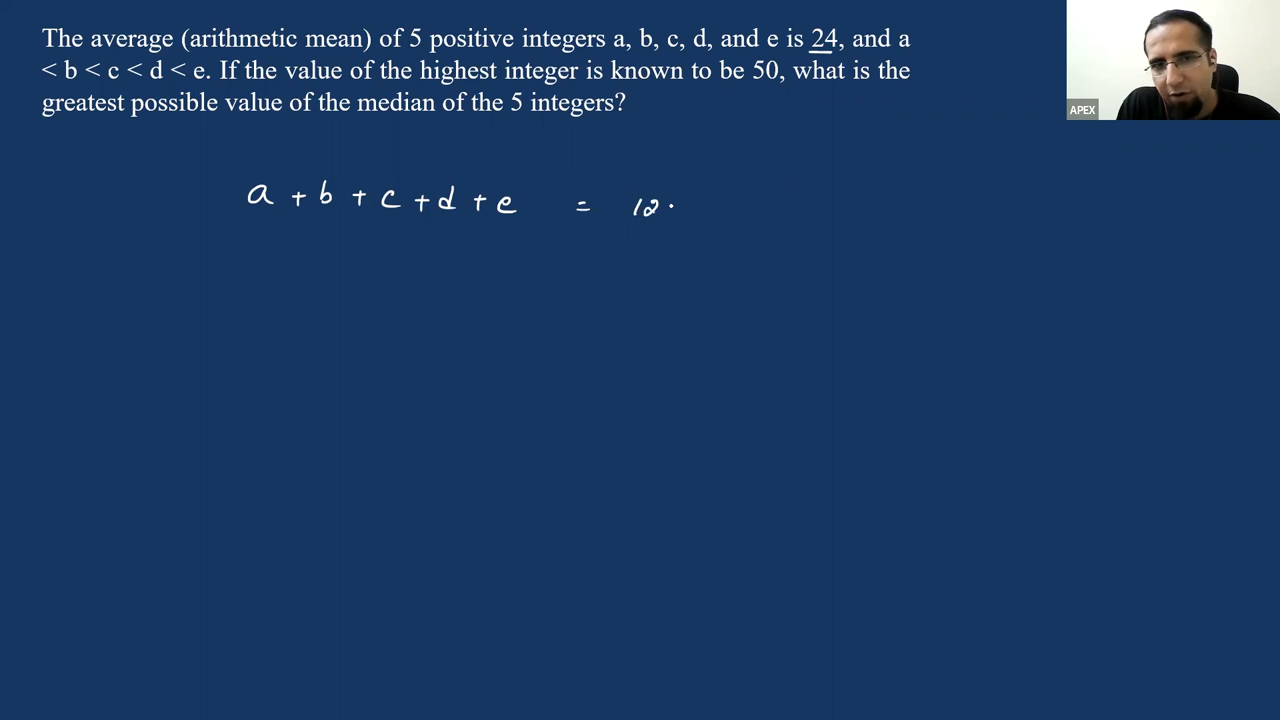 The average (arithmetic mean) of 5 positive integers a, b, c, d, and e is 24, and a
< b < c < d < e. If the value of the highest integer is known to be 50, what is the
greatest possible value of the median of the 5 integers?
APEX
a + b + c + d + e = 12.